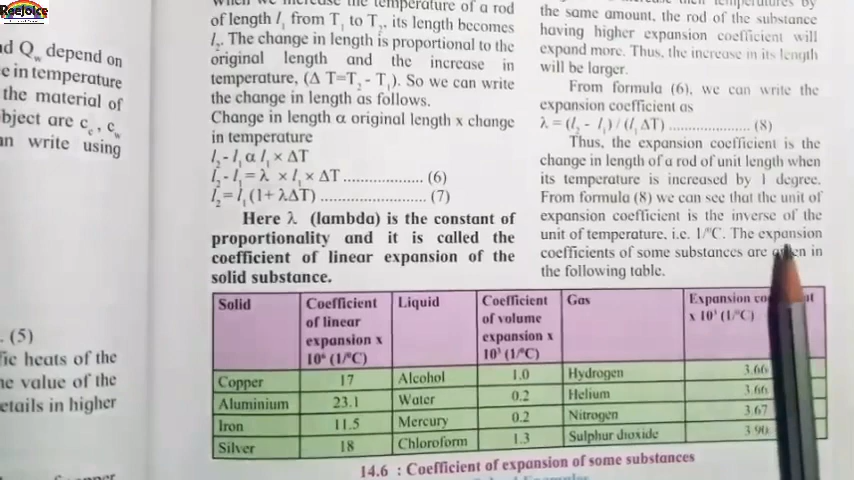 Reejoice
nd Q_w depend on
e in temperature
the material of
bject are c_c, c_w
an write using
. (5)
fic heats of the
he value of the
etails in higher
When we increase the temperature of a rod
of length l₁ from T₁ to T₂, its length becomes
l₂. The change in length is proportional to the
original length and the increase in
temperature, (Δ T=T₂ - T₁). So we can write
the change in length as follows.
Change in length α original length x change
in temperature
l₂ - l₁ α l₁ × ΔT
l₂ - l₁ = λ × l₁ × ΔT .................... (6)
l₂ = l₁ (1+ λΔT) .......................... (7)
Here λ (lambda) is the constant of
proportionality and it is called the
coefficient of linear expansion of the
solid substance.
their temperatures by
the same amount, the rod of the substance
having higher expansion coefficient will
expand more. Thus, the increase in its length
will be larger.
From formula (6), we can write the
expansion coefficient as
λ = (l₂ - l₁) / (l₁ ΔT) .................... (8)
Thus, the expansion coefficient is the
change in length of a rod of unit length when
its temperature is increased by 1 degree.
From formula (8) we can see that the unit of
expansion coefficient is the inverse of the
unit of temperature, i.e. 1/°C. The expansion
coefficients of some substances are in
the following table.
Solid Coefficient of linear expansion x 10⁶ (1/°C) Liquid Coefficient of volume expansion x 10³ (1/°C) Gas Expansion x 10³ (1/°C)
Copper 17 Alcohol 1.0 Hydrogen 3.66
Aluminium 23.1 Water 0.2 Helium 3.66
Iron 11.5 Mercury 0.2 Nitrogen 3.67
Silver 18 Chloroform 1.3 Sulphur dioxide 3.90
14.6 : Coefficient of expansion of some substances